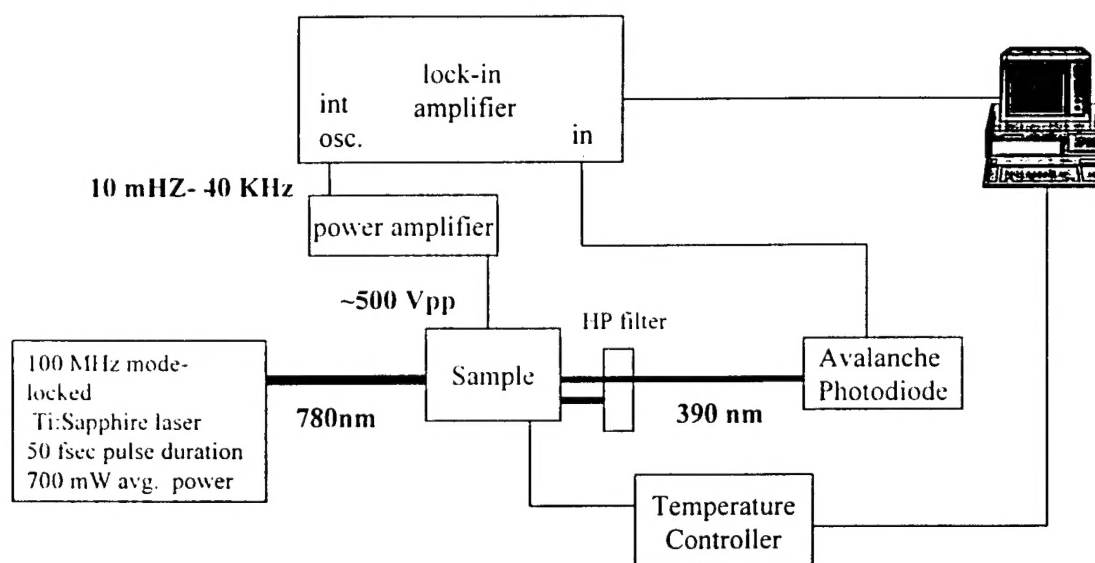 lock-in
amplifier
int
osc.
in
10 mHZ- 40 KHz
power amplifier
~500 Vpp
HP filter
100 MHz mode-
locked
Ti:Sapphire laser
50 fsec pulse duration
700 mW avg. power
780nm
Sample
390 nm
Avalanche
Photodiode
Temperature
Controller